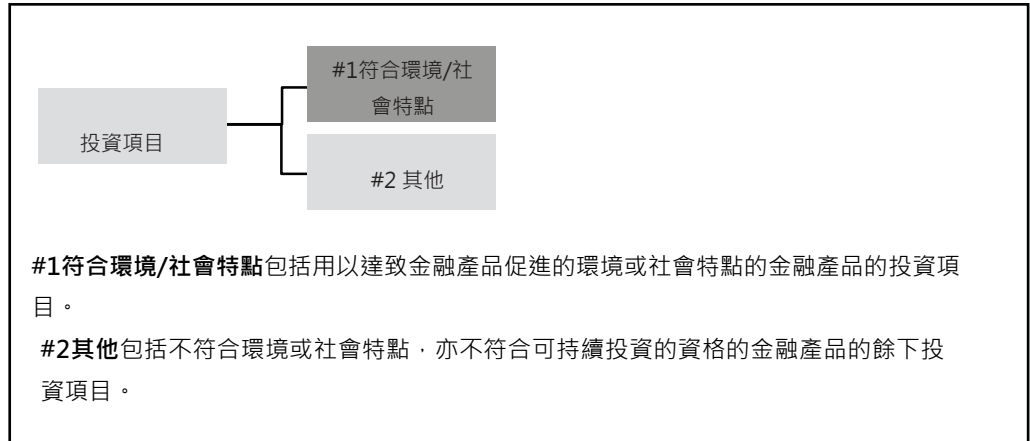 #1符合環境/社
會特點
投資項目
#2 其他
#1符合環境/社會特點包括用以達致金融產品促進的環境或社會特點的金融產品的投資項
目。
#2其他包括不符合環境或社會特點，亦不符合可持續投資的資格的金融產品的餘下投
資項目。